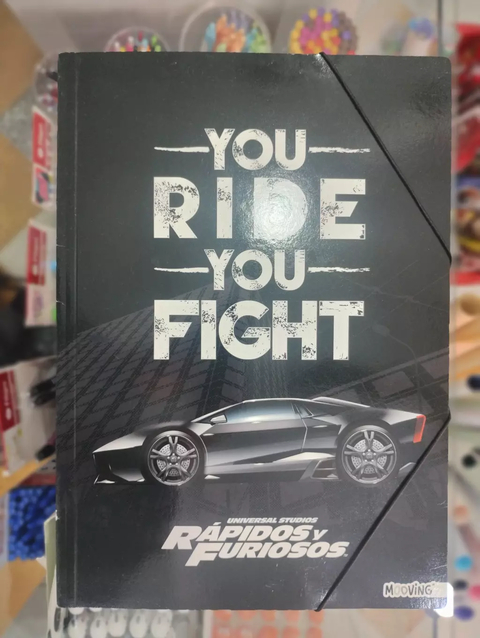 YOU
RIDE
YOU
FIGHT
UNIVERSAL STUDIOS
RÁPIDOS Y
FURIOSOS
MOOVING